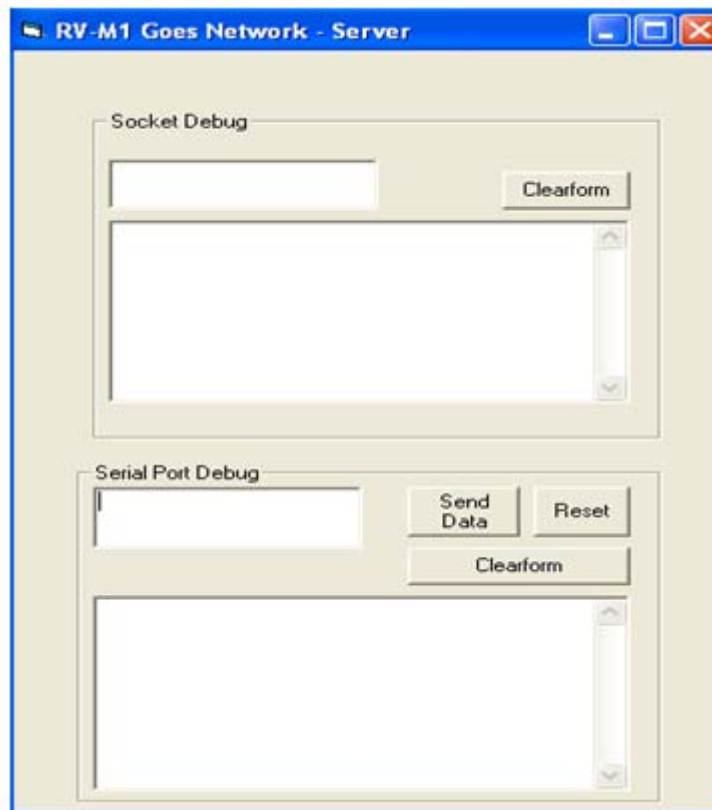 RV-M1 Goes Network - Server
Socket Debug
Clearform
Serial Port Debug
Send
Data
Reset
Clearform